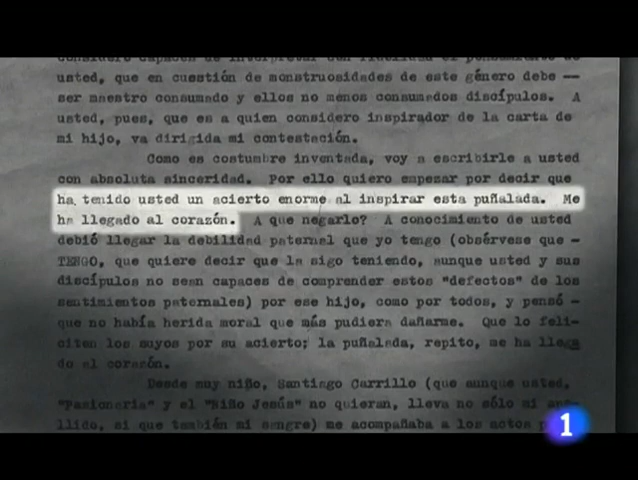 considero capaces de interpretar con fidelidad el pensamiento de
usted, que en cuestión de monstruosidades de este género debe —
ser maestro consumado y ellos no menos consumados discípulos. A
usted, pues, que es a quien considero inspirador de la carta de
mi hijo, va dirigida mi contestación.
Como es costumbre inventada, voy a escribirle a usted
con absoluta sinceridad. Por ello quiero empesar por decir que
ha tenido usted un acierto enorme al inspirar esta puñalada. Me
ha llegado al corazón. A que negarlo? A conocimiento de usted
debió llegar la debilidad paternal que yo tengo (obsérvese que -
TENGO, que quiere decir que la sigo teniendo, aunque usted y sus
discípulos no sean capaces de comprender estos "defectos" de los
sentimientos paternales) por ese hijo, como por todos, y pensó -
que no había herida moral que más pudiera dañarme. Que lo feli-
citen los suyos por su acierto; la puñalada, repito, me ha llega
do al corazón.
Desde muy niño, Santiago Carrillo (que aunque usted,
"Pasionaria" y el "Niño Jesús" no quieran, lleva no sólo mi ape-
llido, si que también mi sangre) me acompañaba a los actos
1